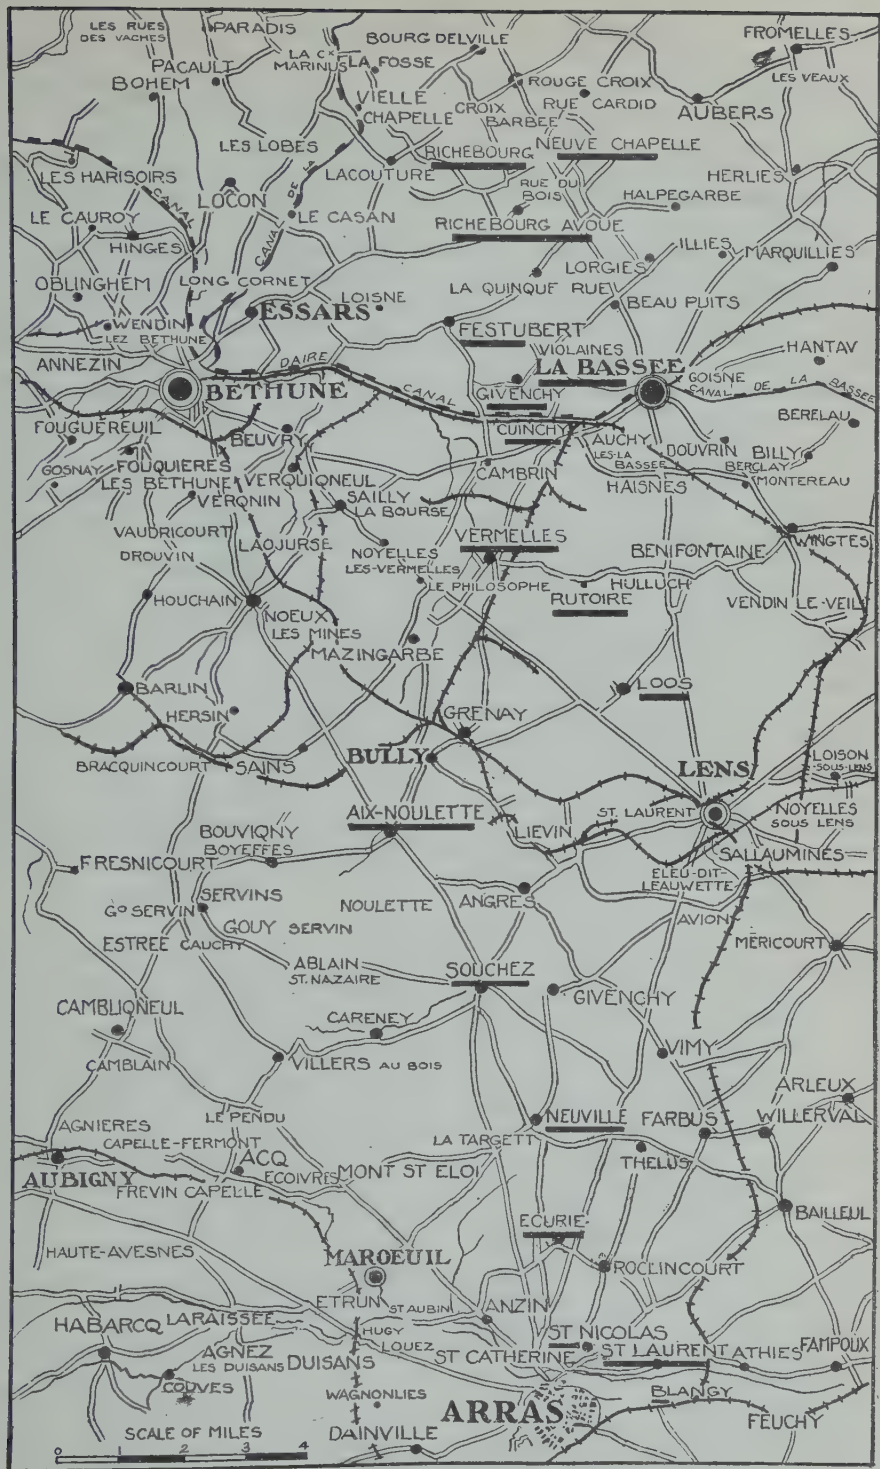 LES RUES
DES VACHES
PARADIS
LA CX
MARINUS
BOURG DELVILLE
FROMELLES
PACAULT
LA FOSSE
LES VEAUX
BOHEM
ROUGE CROIX
VIELLE
CHAPELLE
CROIX
BARBEE
RUE CARDID
AUBERS
LES LOBES
RICHEBOURG
NEUVE CHAPELLE
LES HARISOIRS
CANAL
LACOUTURE
RUE DU
BOIS
HERLIES
LOCON
CANAL DE LA
HALPEGARBE
LE CAUROY
LE CASAN
RICHEBOURG AVOUE
HINGES
ILLIES
MARQUILLIES
LORGIES
OBLINGHEM
LONG CORNET
LOISNE
LA QUINQUE RUE
BEAU PUITS
ESSARS
WENDIN
LEZ BETHUNE
FESTUBERT
VIOLAINES
HANTAV
ANNEZIN
DAIRE
CANAL
LA BASSEE
GOISNE
CANAL DE LA BASSEE
BETHUNE
GIVENCHY
BERELAU
FOUGUEREUIL
CUINCHY
BEUVRY
AUCHY
LES-LA
BASSEE
DOUVRIN
BILLY
BERCLAY
GOSNAY
FOUQUIERES
LES BETHUNE
VERQUIGNEUL
CAMBRIN
HAISNES
MONTEREAU
VERQNIN
SAILLY
LA BOURSE
VAUDRICOURT
LAOJURSE
VERMELLES
WINGTES
DROUVIN
NOYELLES
LES-VERMELLES
BENIFONTAINE
LE PHILOSOPHE
HULLUCH
HOUCHAIN
RUTOIRE
VENDIN LE-VEIL
NOEUX
LES MINES
MAZINGARBE
BARLIN
LOOS
HERSIN
GRENAY
BRACQUINCOURT
SAINS
BULLY
LENS
LOISON
-SOUS-LENS
AIX-NOULETTE
ST. LAURENT
NOYELLES
SOUS LENS
BOUVIGNY
BOYEFFES
LIEVIN
SALLAUMINES
FRESNICOURT
ELEU-DIT-
LEAUWETTE
SERVINS
GO SERVIN
NOULETTE
ANGRES
AVION
GOUY SERVIN
ESTREE CAUCHY
MÉRICOURT
ABLAIN
ST. NAZAIRE
SOUCHEZ
CAMBLIQNEUL
GIVENCHY
CARENEY
VIMY
CAMBLAIN
VILLERS AU BOIS
ARLEUX
LE PENDU
NEUVILLE
FARBUS
WILLERVAL
AGNIERES
CAPELLE-FERMONT
LA TARGETT
THELUS
ACQ
AUBIGNY
ECOIVRES
MONT ST ELOI
FREVIN CAPELLE
BAILLEUL
ECURIE
HAUTE-AVESNES
MAROEUIL
ROCLINCOURT
ETRUN
ST AUBIN
ANZIN
HABARCQ
LARAISSEE
HUGY
ST NICOLAS
AGNEZ
LES DUISANS
DUISANS
LOUEZ
ST CATHERINE
ST LAURENT
ATHIES
FAMPOUX
COUVES
WAGNONLIES
BLANGY
ARRAS
SCALE OF MILES
DAINVILLE
FEUCHY
0 1 2 3 4